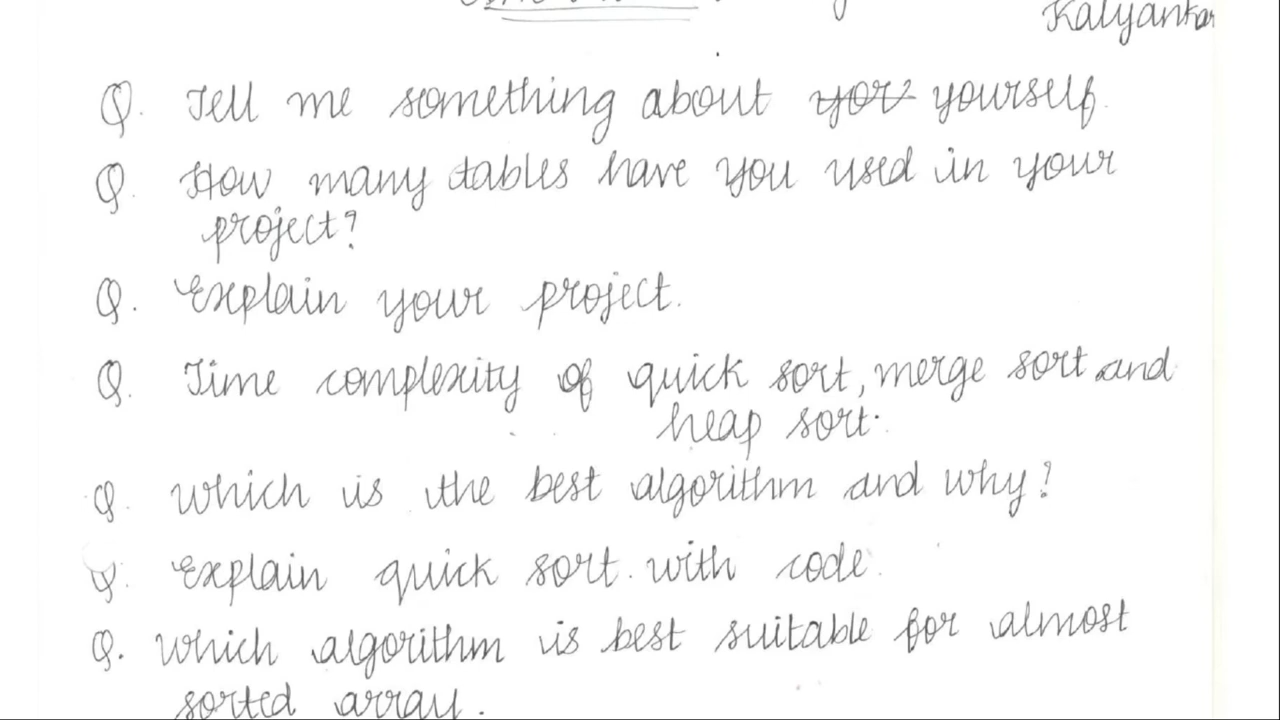 Kalyankar
Q. Tell me something about yor yourself.
Q. How many tables have you used in your
project?
Q. Explain your project.
Q. Time complexity of quick sort, merge sort and
heap sort.
Q. which is the best algorithm and why?
Q. Explain quick sort with code.
Q. which algorithm is best suitable for almost
sorted array.